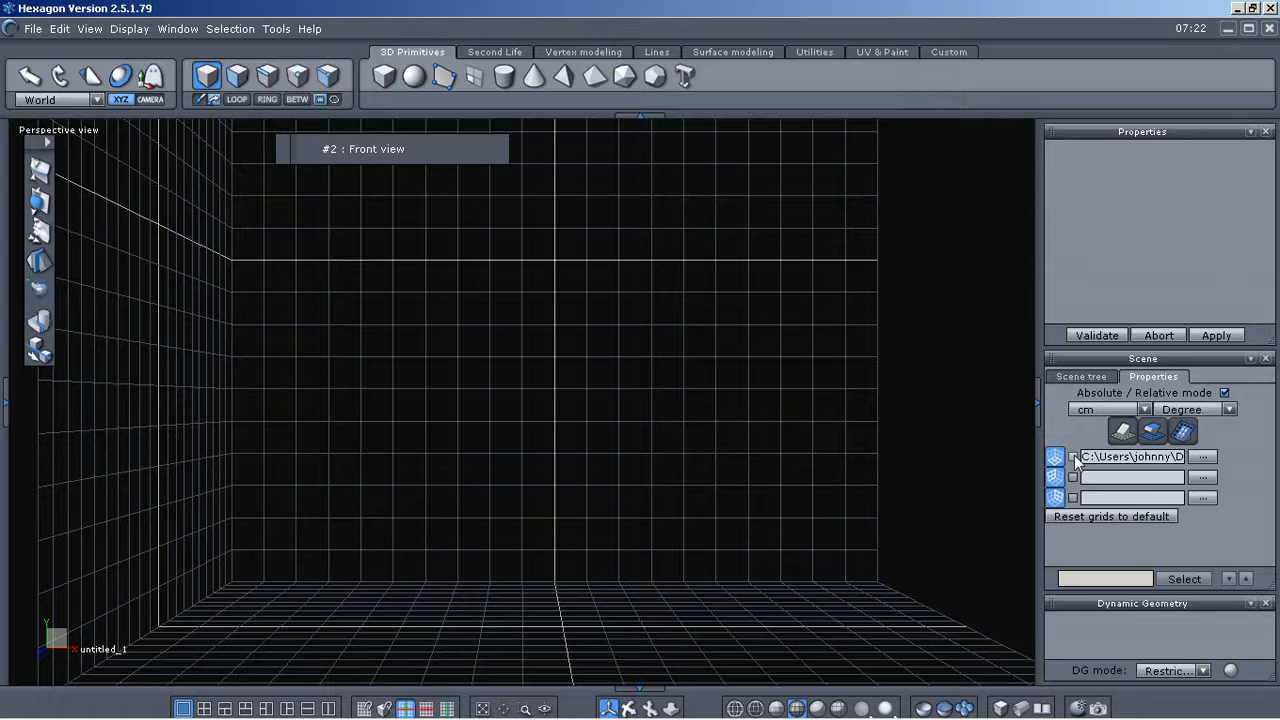 Hexagon Version 2.5.1.79
File Edit View Display Window Selection Tools Help 07:22
3D Primitives Second Life Vertex modeling Lines Surface modeling Utilities UV & Paint Custom
World XYZ CAMERA LOOP RING BETW
Perspective view
#2 : Front view
Properties
Validate Abort Apply
Scene
Scene tree Properties
Absolute / Relative mode
cm Degree
C:\Users\johnny\D ...
...
...
Reset grids to default
Select
Dynamic Geometry
DG mode: Restric...
Y
X
untitled_1